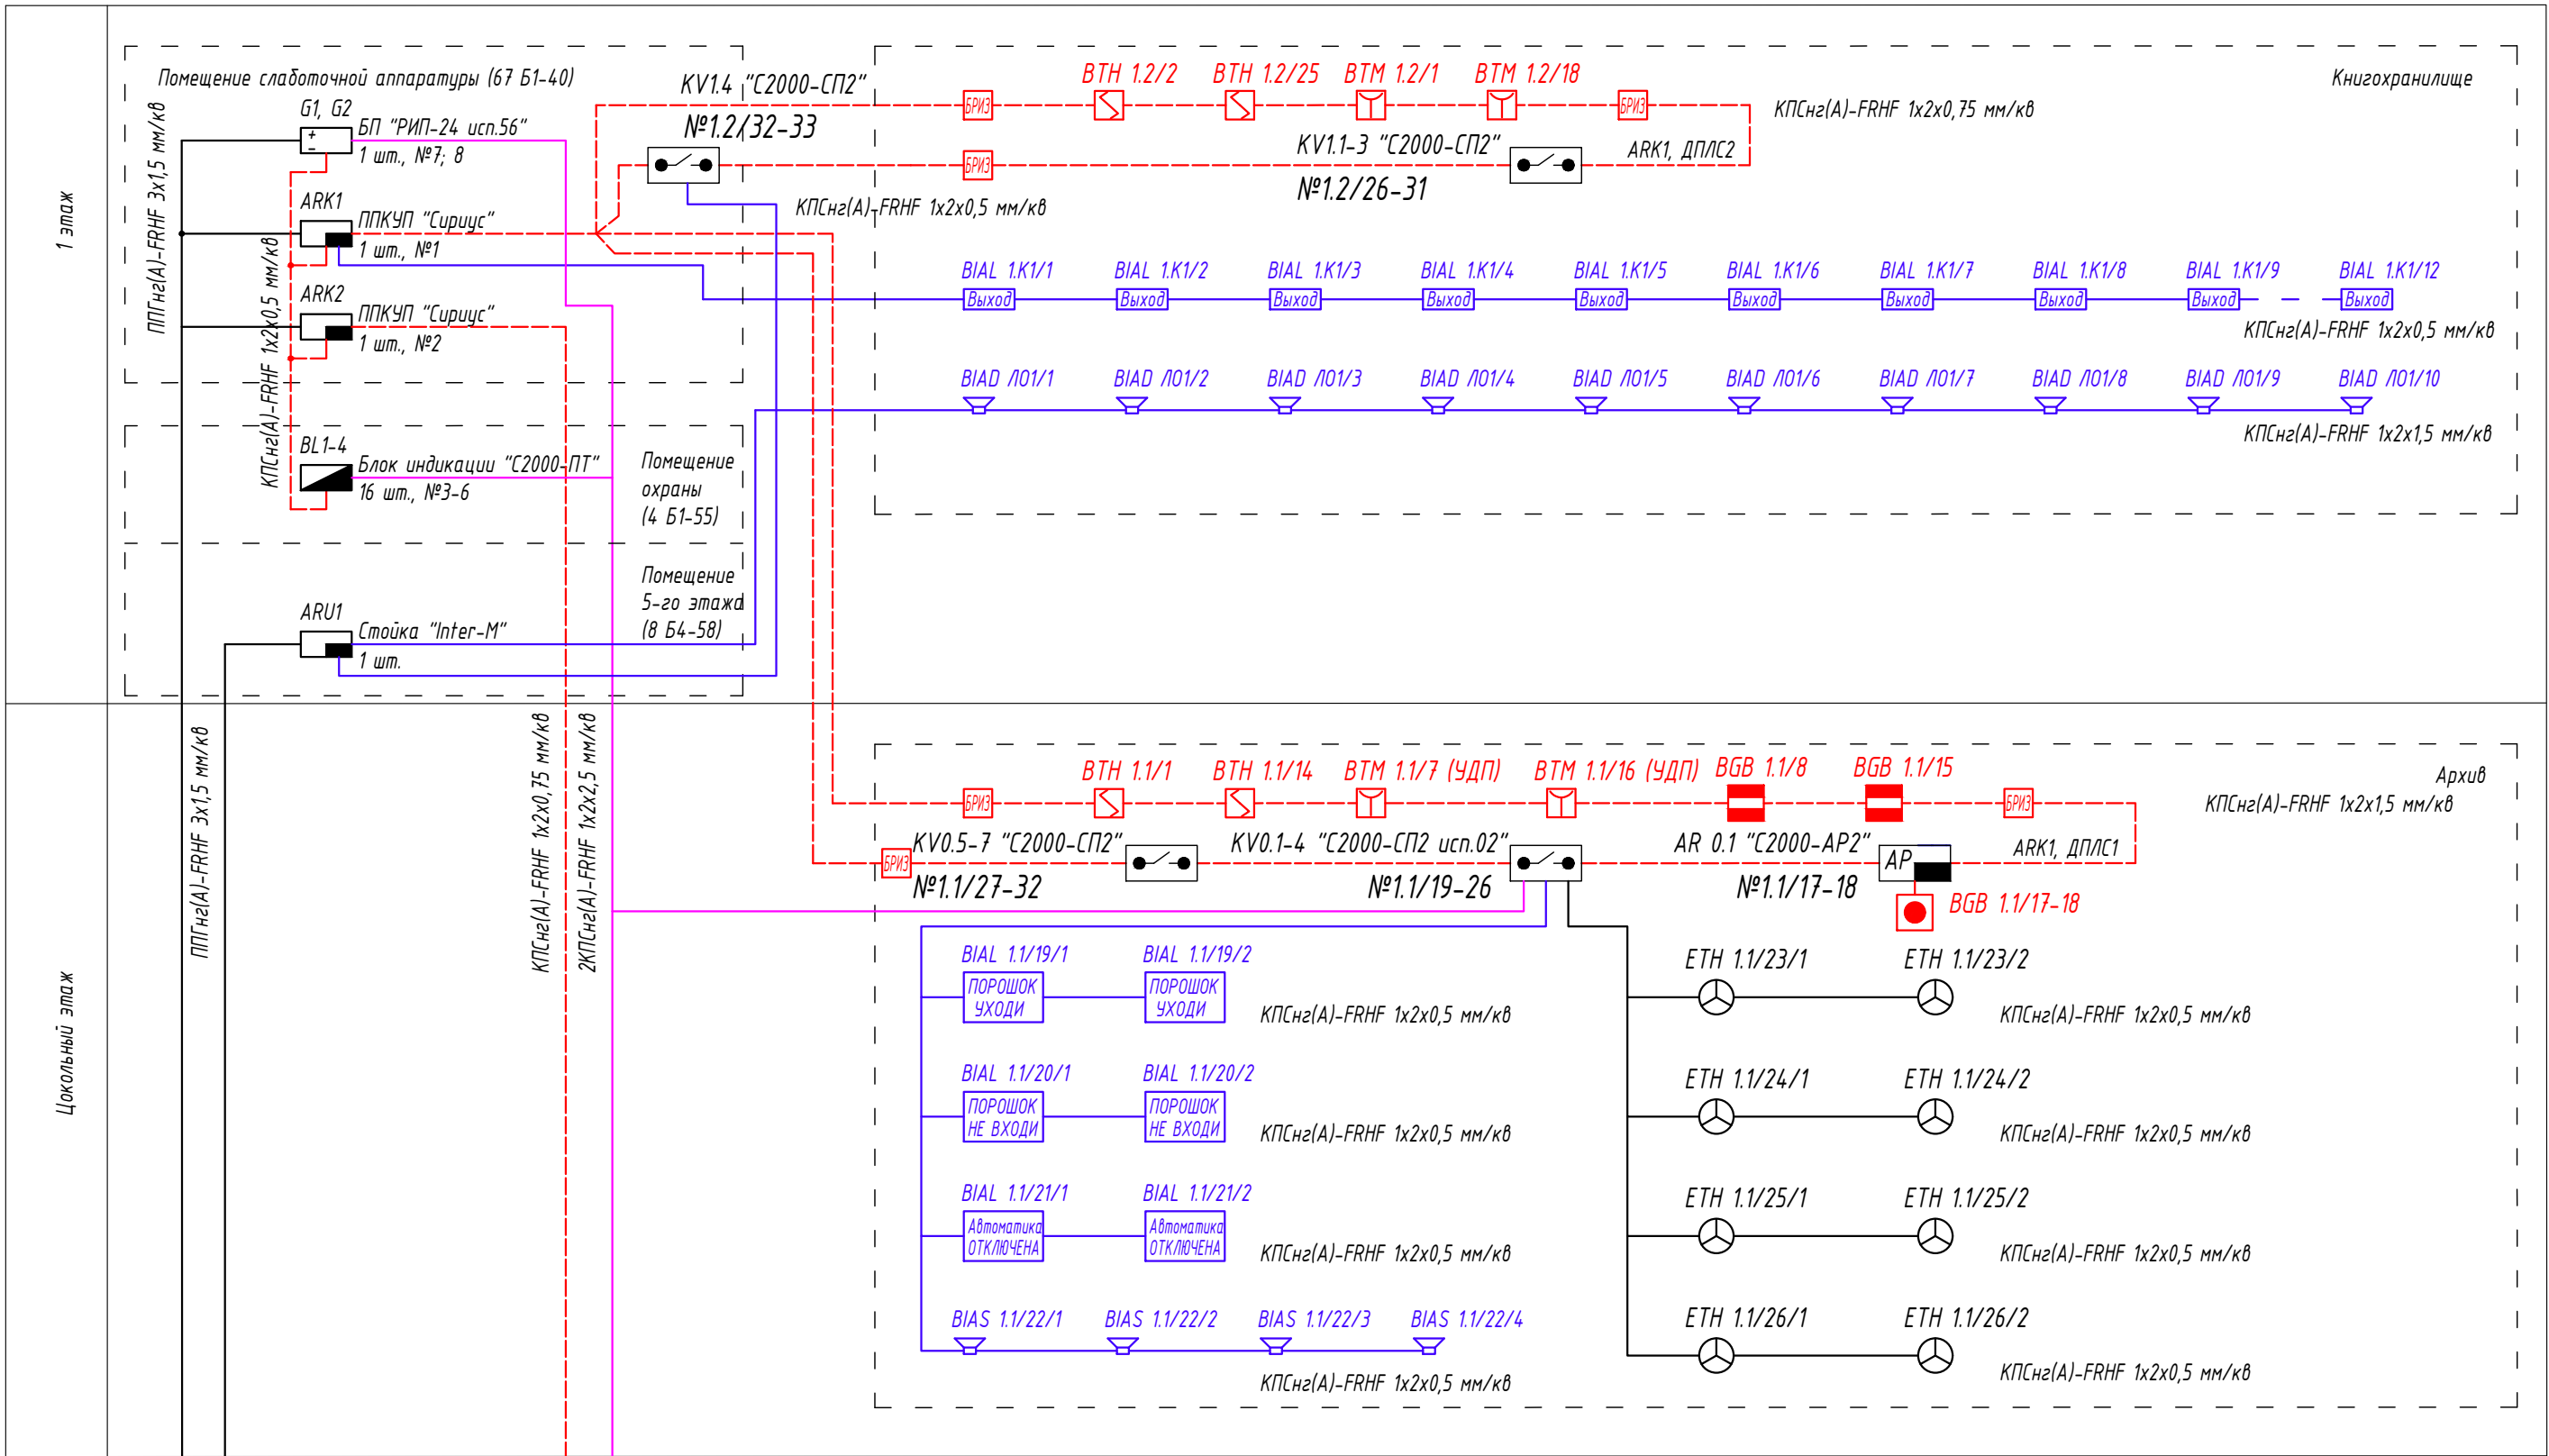 1 этаж
Помещение слаботочной аппаратуры (67 Б1-40)
ППГнг(А)-FRHF 3х1,5 мм/кв
G1, G2
+
-
БП "РИП-24 исп.56"
1 шт., №7; 8
ARK1
ППКУП "Сириус"
1 шт., №1
ARK2
ППКУП "Сириус"
1 шт., №2
КПСнг(А)-FRHF 1х2х0,5 мм/кв
BL1-4
Блок индикации "С2000-ПТ"
16 шт., №3-6
Помещение
охраны
(4 Б1-55)
Помещение
5-го этажа
(8 Б4-58)
ARU1
Стойка "Inter-M"
1 шт.
KV1.4 "С2000-СП2"
№1.2/32-33
КПСнг(А)-FRHF 1х2х0,5 мм/кв
Книгохранилище
BTH 1.2/2 BTH 1.2/25 BTM 1.2/1 BTM 1.2/18
БРИЗ БРИЗ
КПСнг(А)-FRHF 1х2х0,75 мм/кв
KV1.1-3 "С2000-СП2"
БРИЗ
ARK1, ДПЛС2
№1.2/26-31
BIAL 1.К1/1 BIAL 1.К1/2 BIAL 1.К1/3 BIAL 1.К1/4 BIAL 1.К1/5 BIAL 1.К1/6 BIAL 1.К1/7 BIAL 1.К1/8 BIAL 1.К1/9 BIAL 1.К1/12
Выход Выход Выход Выход Выход Выход Выход Выход Выход Выход
КПСнг(А)-FRHF 1х2х0,5 мм/кв
BIAD ЛО1/1 BIAD ЛО1/2 BIAD ЛО1/3 BIAD ЛО1/4 BIAD ЛО1/5 BIAD ЛО1/6 BIAD ЛО1/7 BIAD ЛО1/8 BIAD ЛО1/9 BIAD ЛО1/10
КПСнг(А)-FRHF 1х2х1,5 мм/кв
Цокольный этаж
ППГнг(А)-FRHF 3х1,5 мм/кв
КПСнг(А)-FRHF 1х2х0,75 мм/кв
2КПСнг(А)-FRHF 1х2х2,5 мм/кв
Архив
BTH 1.1/1 BTH 1.1/14 BTM 1.1/7 (УДП) BTM 1.1/16 (УДП) BGB 1.1/8 BGB 1.1/15
БРИЗ БРИЗ
КПСнг(А)-FRHF 1х2х1,5 мм/кв
KV0.5-7 "С2000-СП2" KV0.1-4 "С2000-СП2 исп.02" AR 0.1 "С2000-АР2"
БРИЗ
АР
ARK1, ДПЛС1
№1.1/27-32 №1.1/19-26 №1.1/17-18
BGB 1.1/17-18
BIAL 1.1/19/1 BIAL 1.1/19/2
ПОРОШОК
УХОДИ
ПОРОШОК
УХОДИ
КПСнг(А)-FRHF 1х2х0,5 мм/кв
BIAL 1.1/20/1 BIAL 1.1/20/2
ПОРОШОК
НЕ ВХОДИ
ПОРОШОК
НЕ ВХОДИ
КПСнг(А)-FRHF 1х2х0,5 мм/кв
BIAL 1.1/21/1 BIAL 1.1/21/2
Автоматика
ОТКЛЮЧЕНА
Автоматика
ОТКЛЮЧЕНА
КПСнг(А)-FRHF 1х2х0,5 мм/кв
BIAS 1.1/22/1 BIAS 1.1/22/2 BIAS 1.1/22/3 BIAS 1.1/22/4
КПСнг(А)-FRHF 1х2х0,5 мм/кв
ETH 1.1/23/1 ETH 1.1/23/2
КПСнг(А)-FRHF 1х2х0,5 мм/кв
ETH 1.1/24/1 ETH 1.1/24/2
КПСнг(А)-FRHF 1х2х0,5 мм/кв
ETH 1.1/25/1 ETH 1.1/25/2
КПСнг(А)-FRHF 1х2х0,5 мм/кв
ETH 1.1/26/1 ETH 1.1/26/2
КПСнг(А)-FRHF 1х2х0,5 мм/кв